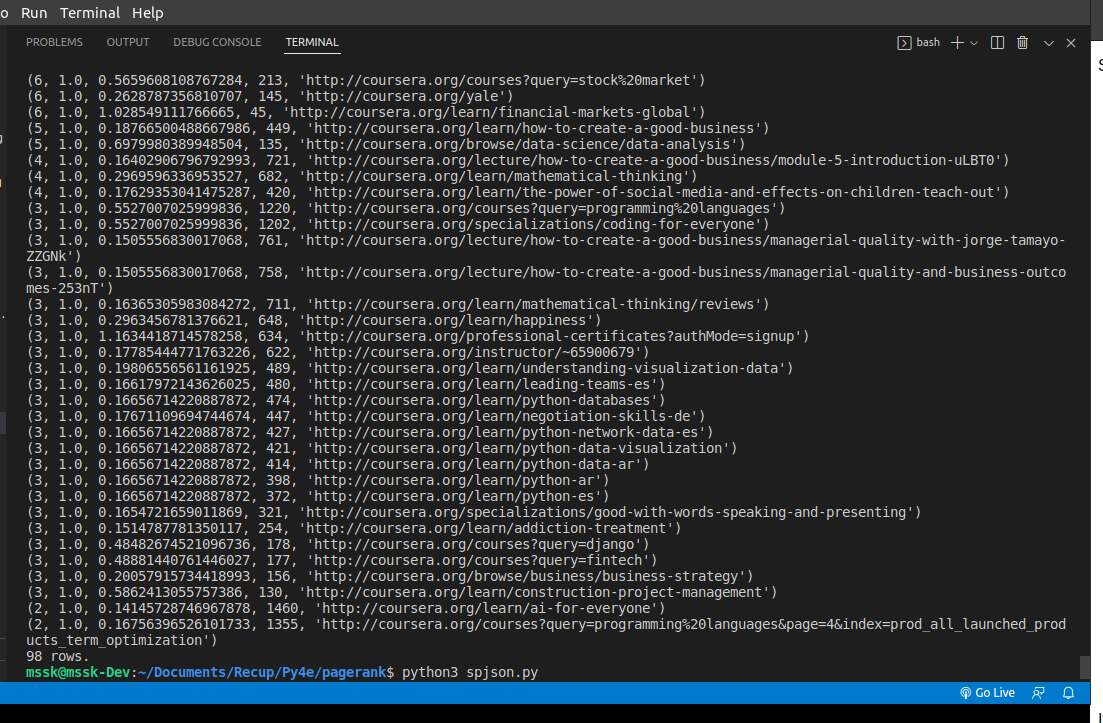 o Run Terminal Help
PROBLEMS OUTPUT DEBUG CONSOLE TERMINAL bash
(6, 1.0, 0.5659608108767284, 213, 'http://coursera.org/courses?query=stock%20market')
(6, 1.0, 0.2628787356810707, 145, 'http://coursera.org/yale')
(6, 1.0, 1.028549111766665, 45, 'http://coursera.org/learn/financial-markets-global')
(5, 1.0, 0.18766500488667986, 449, 'http://coursera.org/learn/how-to-create-a-good-business')
(5, 1.0, 0.6979980389948504, 135, 'http://coursera.org/browse/data-science/data-analysis')
(4, 1.0, 0.16402906796792993, 721, 'http://coursera.org/lecture/how-to-create-a-good-business/module-5-introduction-uLBT0')
(4, 1.0, 0.2969596336953527, 682, 'http://coursera.org/learn/mathematical-thinking')
(4, 1.0, 0.17629353041475287, 420, 'http://coursera.org/learn/the-power-of-social-media-and-effects-on-children-teach-out')
(3, 1.0, 0.5527007025999836, 1220, 'http://coursera.org/courses?query=programming%20languages')
(3, 1.0, 0.5527007025999836, 1202, 'http://coursera.org/specializations/coding-for-everyone')
(3, 1.0, 0.1505556830017068, 761, 'http://coursera.org/lecture/how-to-create-a-good-business/managerial-quality-with-jorge-tamayo-
ZZGNk')
(3, 1.0, 0.1505556830017068, 758, 'http://coursera.org/lecture/how-to-create-a-good-business/managerial-quality-and-business-outco
mes-253nT')
(3, 1.0, 0.16365305983084272, 711, 'http://coursera.org/learn/mathematical-thinking/reviews')
(3, 1.0, 0.2963456781376621, 648, 'http://coursera.org/learn/happiness')
(3, 1.0, 1.1634418714578258, 634, 'http://coursera.org/professional-certificates?authMode=signup')
(3, 1.0, 0.17785444771763226, 622, 'http://coursera.org/instructor/~65900679')
(3, 1.0, 0.19806556561161925, 489, 'http://coursera.org/learn/understanding-visualization-data')
(3, 1.0, 0.16617972143626025, 480, 'http://coursera.org/learn/leading-teams-es')
(3, 1.0, 0.16656714220887872, 474, 'http://coursera.org/learn/python-databases')
(3, 1.0, 0.17671109694744674, 447, 'http://coursera.org/learn/negotiation-skills-de')
(3, 1.0, 0.16656714220887872, 427, 'http://coursera.org/learn/python-network-data-es')
(3, 1.0, 0.16656714220887872, 421, 'http://coursera.org/learn/python-data-visualization')
(3, 1.0, 0.16656714220887872, 414, 'http://coursera.org/learn/python-data-ar')
(3, 1.0, 0.16656714220887872, 398, 'http://coursera.org/learn/python-ar')
(3, 1.0, 0.16656714220887872, 372, 'http://coursera.org/learn/python-es')
(3, 1.0, 0.1654721659011869, 321, 'http://coursera.org/specializations/good-with-words-speaking-and-presenting')
(3, 1.0, 0.1514787781350117, 254, 'http://coursera.org/learn/addiction-treatment')
(3, 1.0, 0.48482674521096736, 178, 'http://coursera.org/courses?query=django')
(3, 1.0, 0.48881440761446027, 177, 'http://coursera.org/courses?query=fintech')
(3, 1.0, 0.20057915734418993, 156, 'http://coursera.org/browse/business/business-strategy')
(3, 1.0, 0.5862413055757386, 130, 'http://coursera.org/learn/construction-project-management')
(2, 1.0, 0.14145728746967878, 1460, 'http://coursera.org/learn/ai-for-everyone')
(2, 1.0, 0.16756396526101733, 1355, 'http://coursera.org/courses?query=programming%20languages&page=4&index=prod_all_launched_prod
ucts_term_optimization')
98 rows.
mssk@mssk-Dev:~/Documents/Recup/Py4e/pagerank$ python3 spjson.py
Go Live